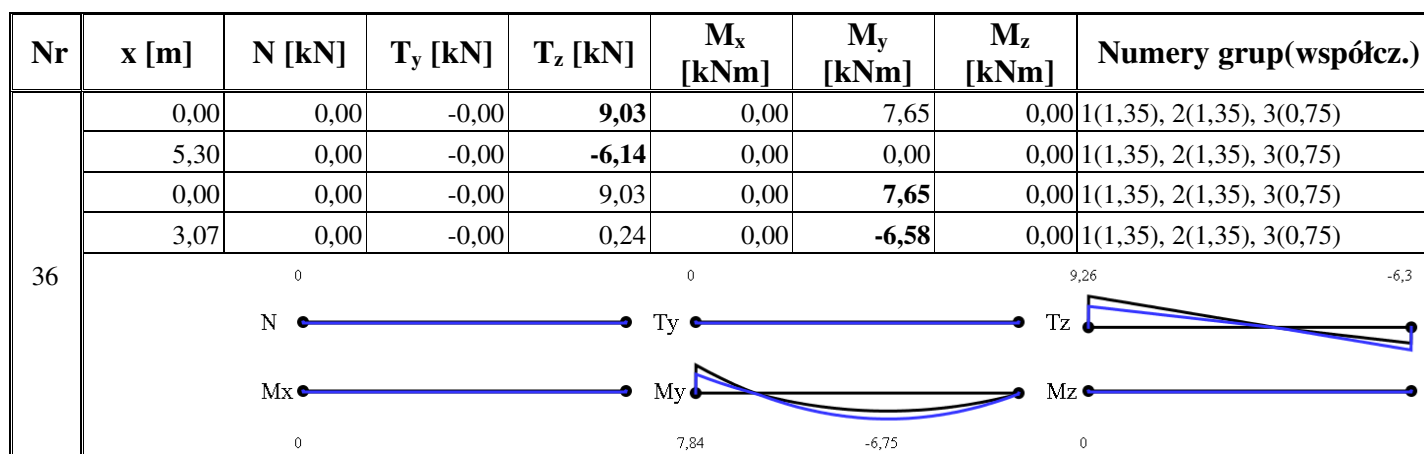 Nr x [m] N [kN] Ty [kN] Tz [kN] Mx [kNm] My [kNm] Mz [kNm] Numery grup(współcz.)
0,00 0,00 -0,00 9,03 0,00 7,65 0,00 1(1,35), 2(1,35), 3(0,75)
5,30 0,00 -0,00 -6,14 0,00 0,00 0,00 1(1,35), 2(1,35), 3(0,75)
0,00 0,00 -0,00 9,03 0,00 7,65 0,00 1(1,35), 2(1,35), 3(0,75)
3,07 0,00 -0,00 0,24 0,00 -6,58 0,00 1(1,35), 2(1,35), 3(0,75)
36 0 0 9,26 -6,3
N Ty Tz
Mx My Mz
0 7,84 -6,75 0